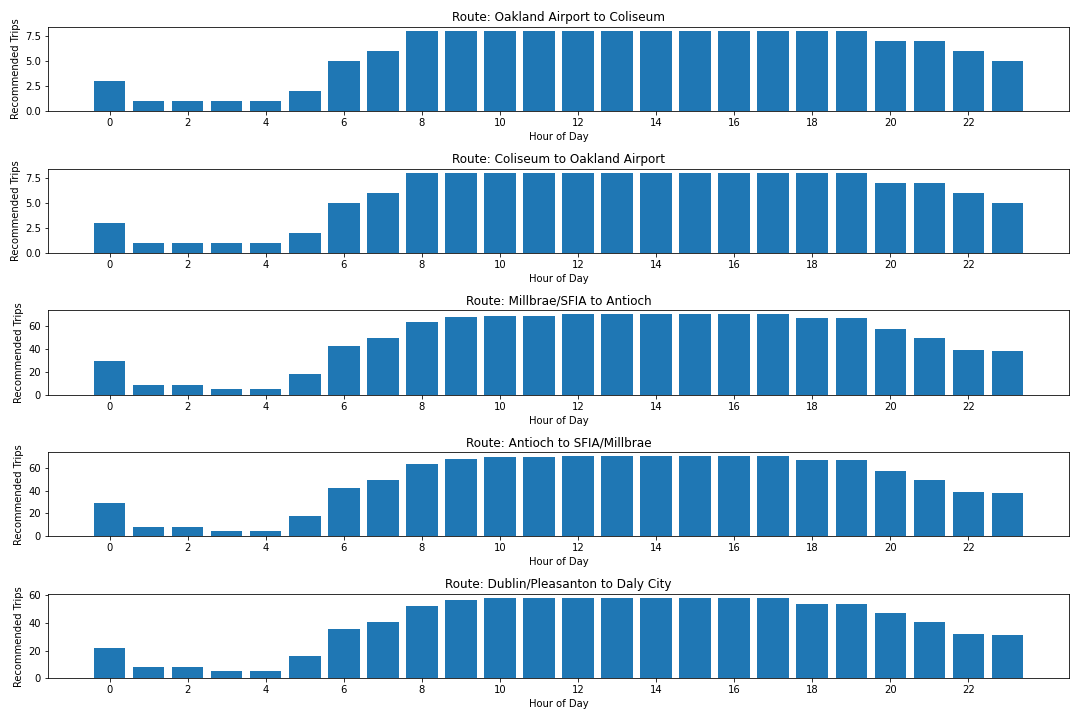 Route: Oakland Airport to Coliseum
Recommended Trips
7.5
5.0
2.5
0.0
0 2 4 6 8 10 12 14 16 18 20 22
Hour of Day
Route: Coliseum to Oakland Airport
Recommended Trips
7.5
5.0
2.5
0.0
0 2 4 6 8 10 12 14 16 18 20 22
Hour of Day
Route: Millbrae/SFIA to Antioch
Recommended Trips
60
40
20
0
0 2 4 6 8 10 12 14 16 18 20 22
Hour of Day
Route: Antioch to SFIA/Millbrae
Recommended Trips
60
40
20
0
0 2 4 6 8 10 12 14 16 18 20 22
Hour of Day
Route: Dublin/Pleasanton to Daly City
Recommended Trips
60
40
20
0
0 2 4 6 8 10 12 14 16 18 20 22
Hour of Day